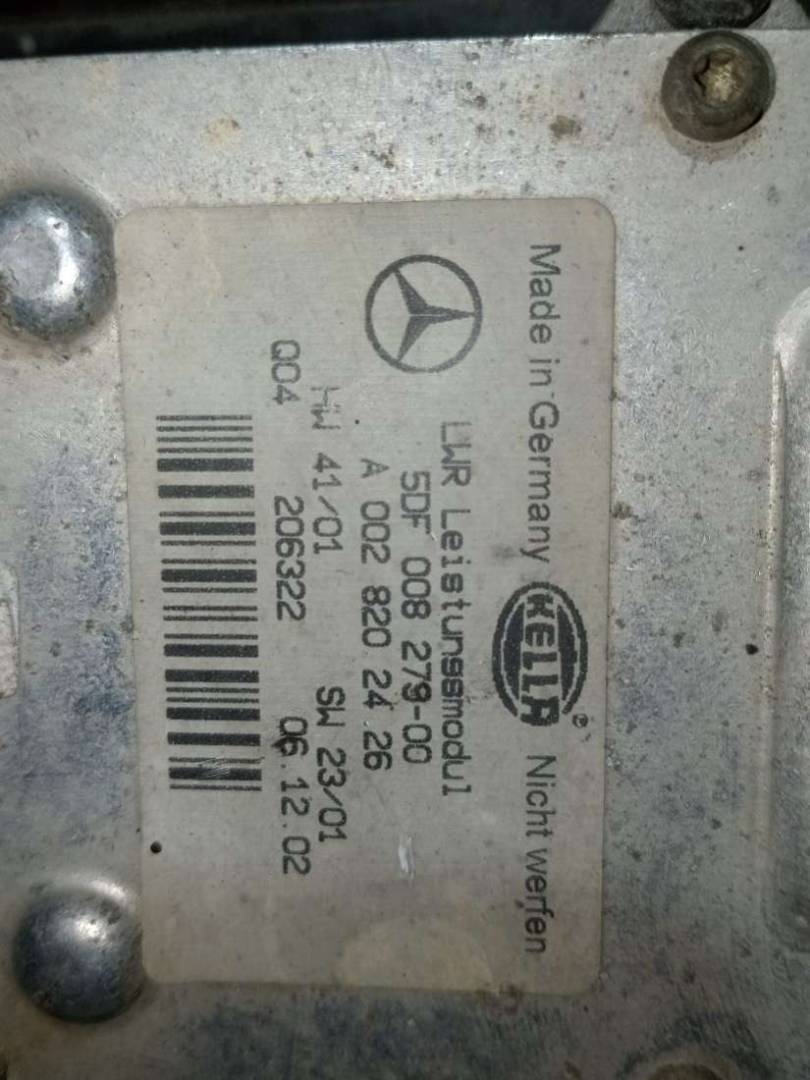 Made in Germany HELLA ® Nicht werfen
LWR Leistungsmodul
5DF 008 279-00
A 002 820 24 26
HW 41/01 SW 23/01
Q04 206322 06.12.02